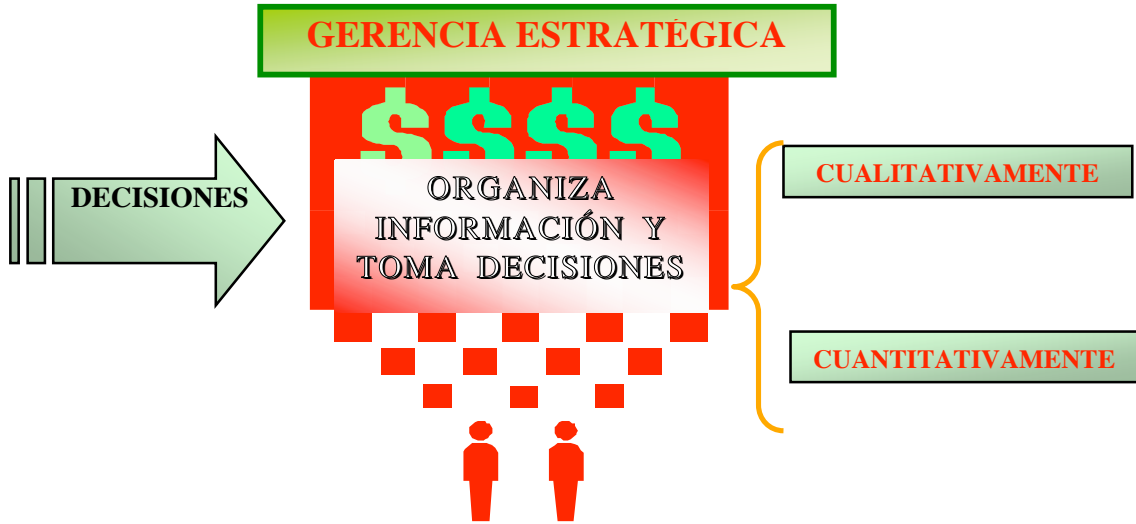 GERENCIA ESTRATÉGICA
$$$$
DECISIONES
ORGANIZA
INFORMACIÓN Y
TOMA DECISIONES
CUALITATIVAMENTE
CUANTITATIVAMENTE